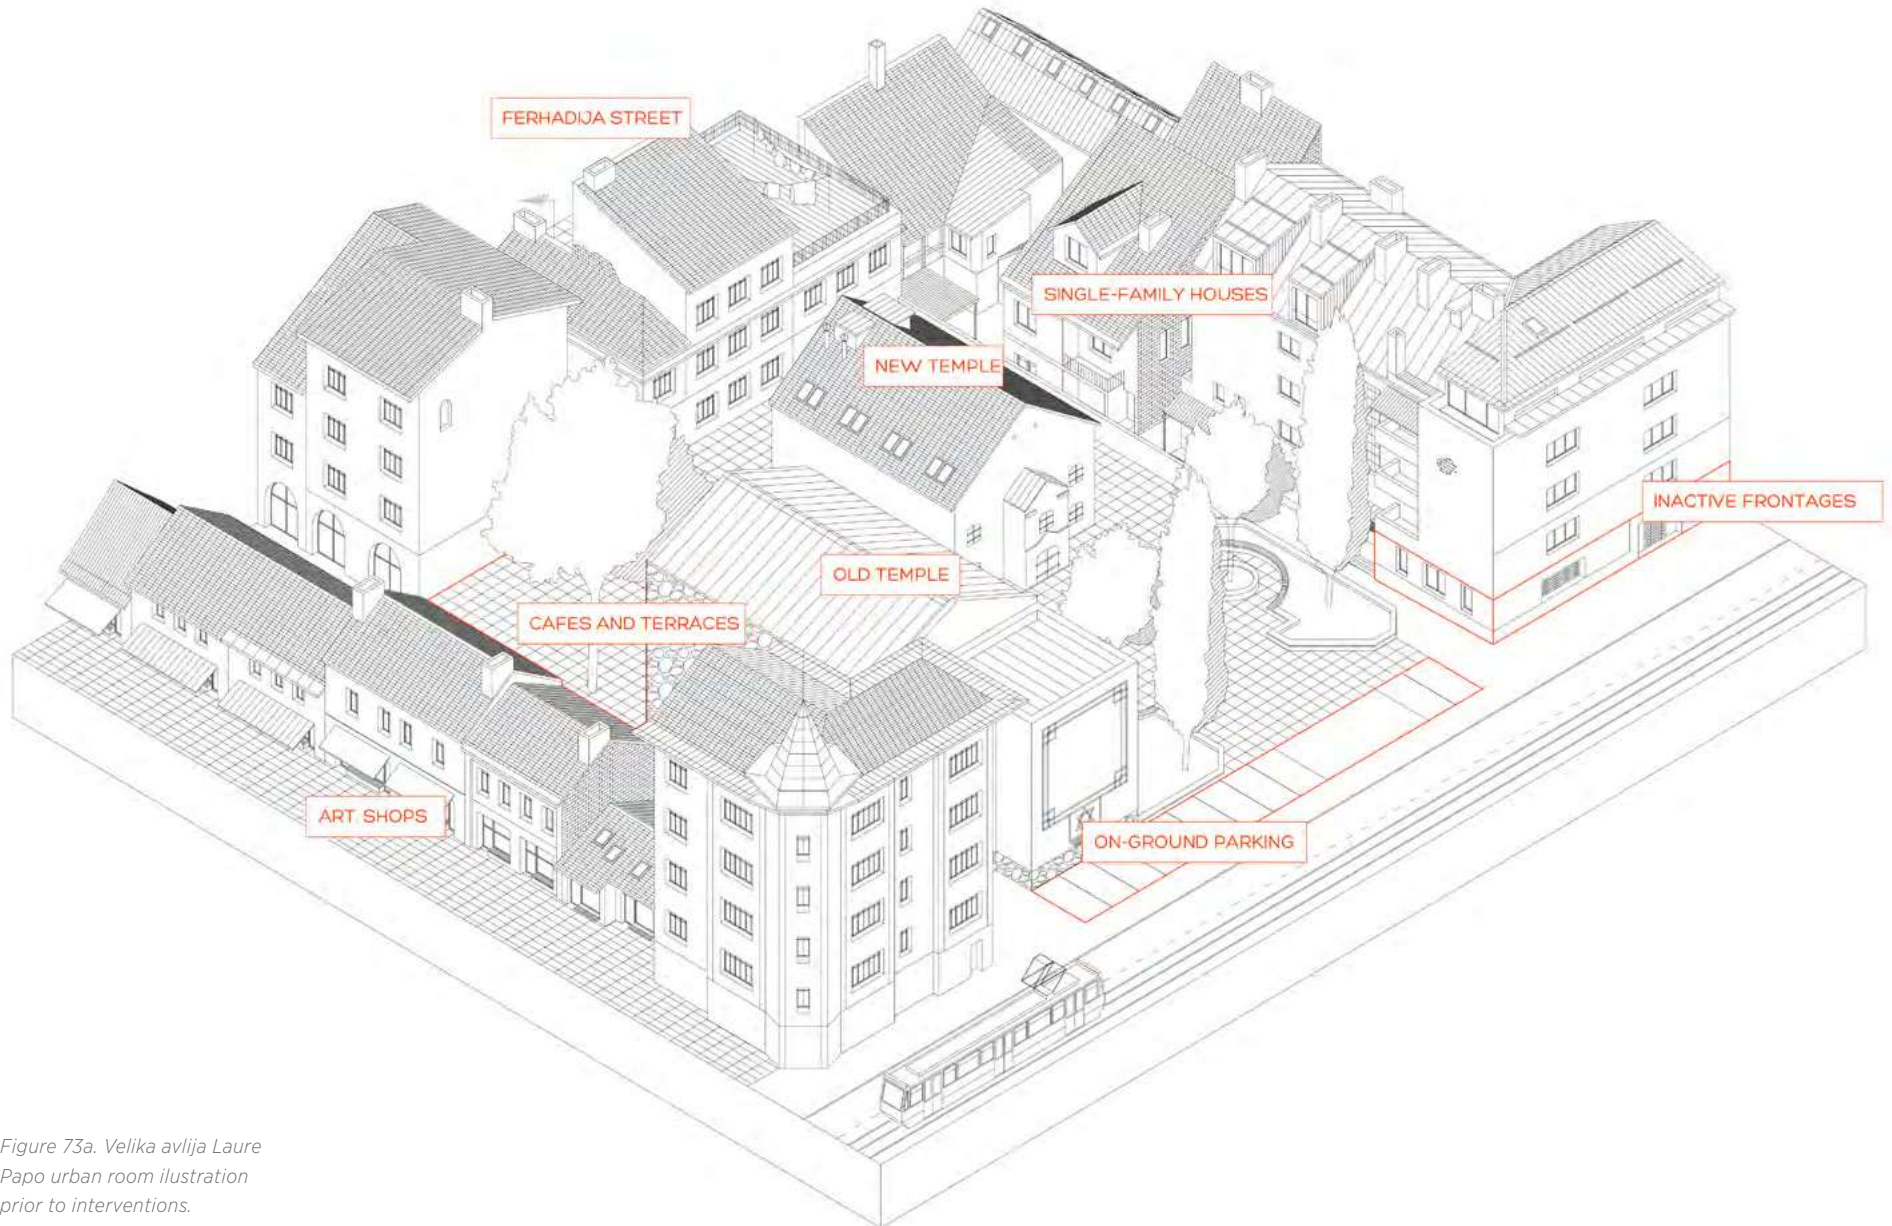 FERHADIJA STREET
SINGLE-FAMILY HOUSES
NEW TEMPLE
INACTIVE FRONTAGES
OLD TEMPLE
CAFES AND TERRACES
ART SHOPS
ON-GROUND PARKING
Figure 73a. Velika avlija Laure
Papo urban room ilustration
prior to interventions.